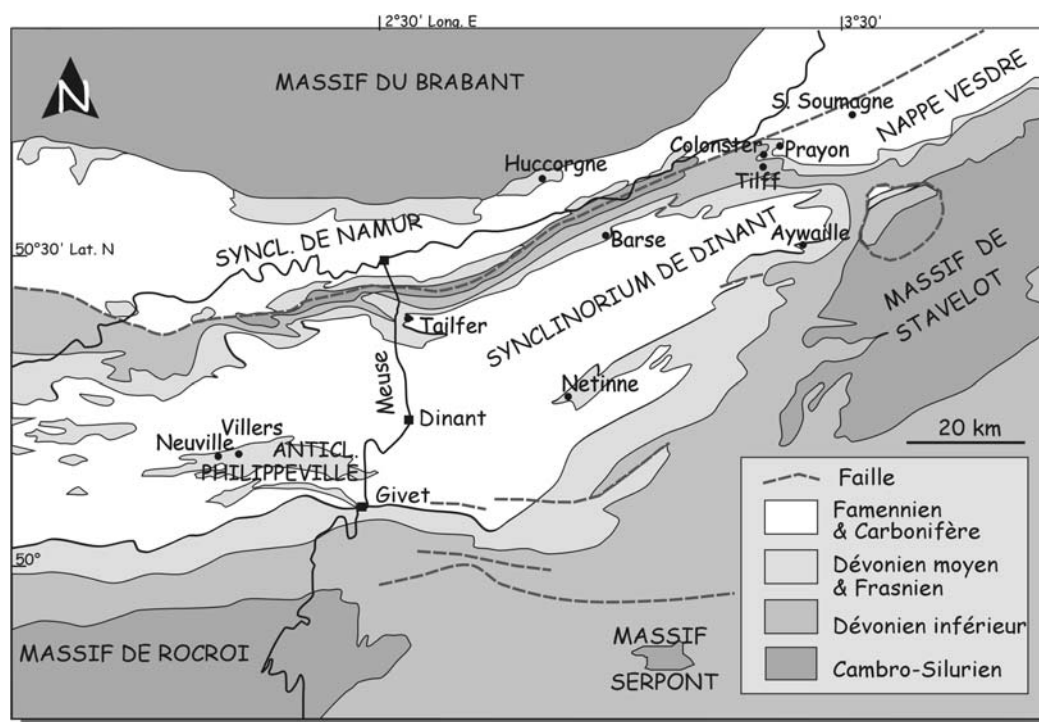 2°30' Long. E
3°30'
N
MASSIF DU BRABANT
S. Soumagne
NAPPE VESDRE
Colonster
Prayon
Huccorgne
Tilff
SYNCL. DE NAMUR
50°30' Lat. N
Barse
Aywaille
SYNCLINORIUM DE DINANT
MASSIF DE
STAVELOT
Tailfer
Meuse
Netinne
Dinant
20 km
Villers
Neuville
ANTICL.
PHILIPPEVILLE
Givet
Faille
Famennien
& Carbonifère
50°
Dévonien moyen
& Frasnien
Dévonien inférieur
MASSIF DE ROCROI
MASSIF
SERPONT
Cambro-Silurien